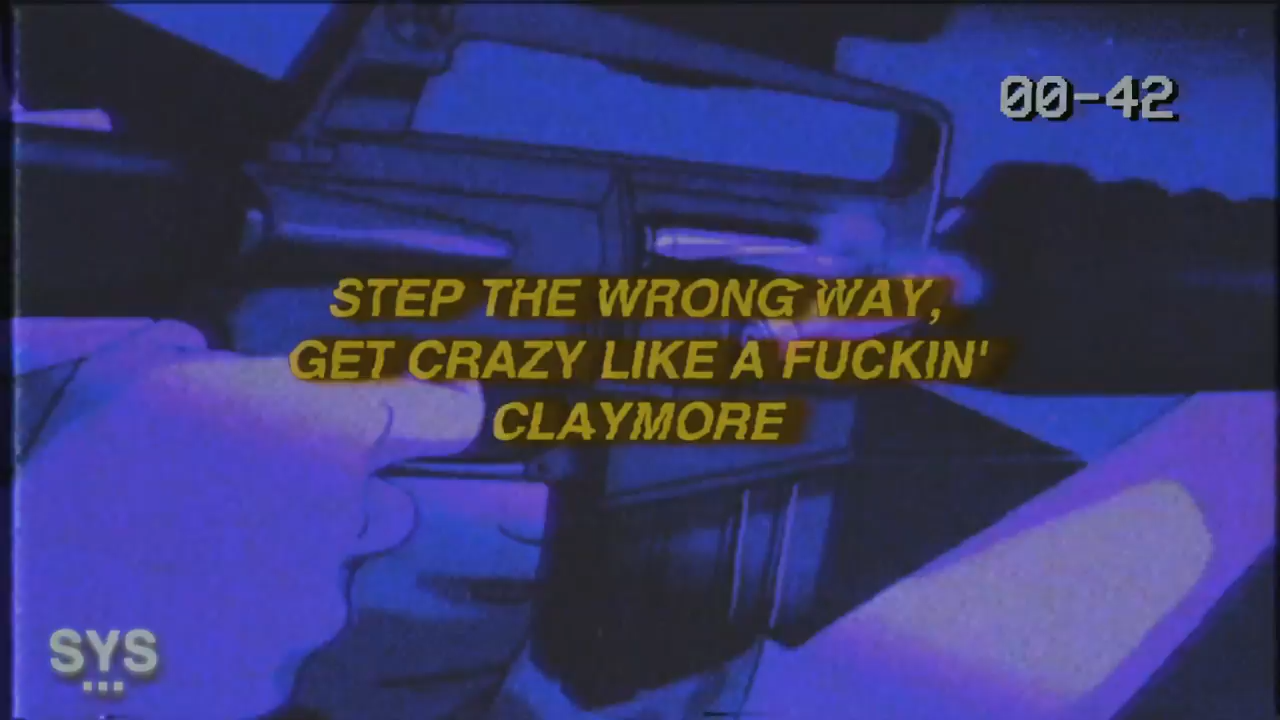 00-42
STEP THE WRONG WAY,
GET CRAZY LIKE A FUCKIN'
CLAYMORE
SYS